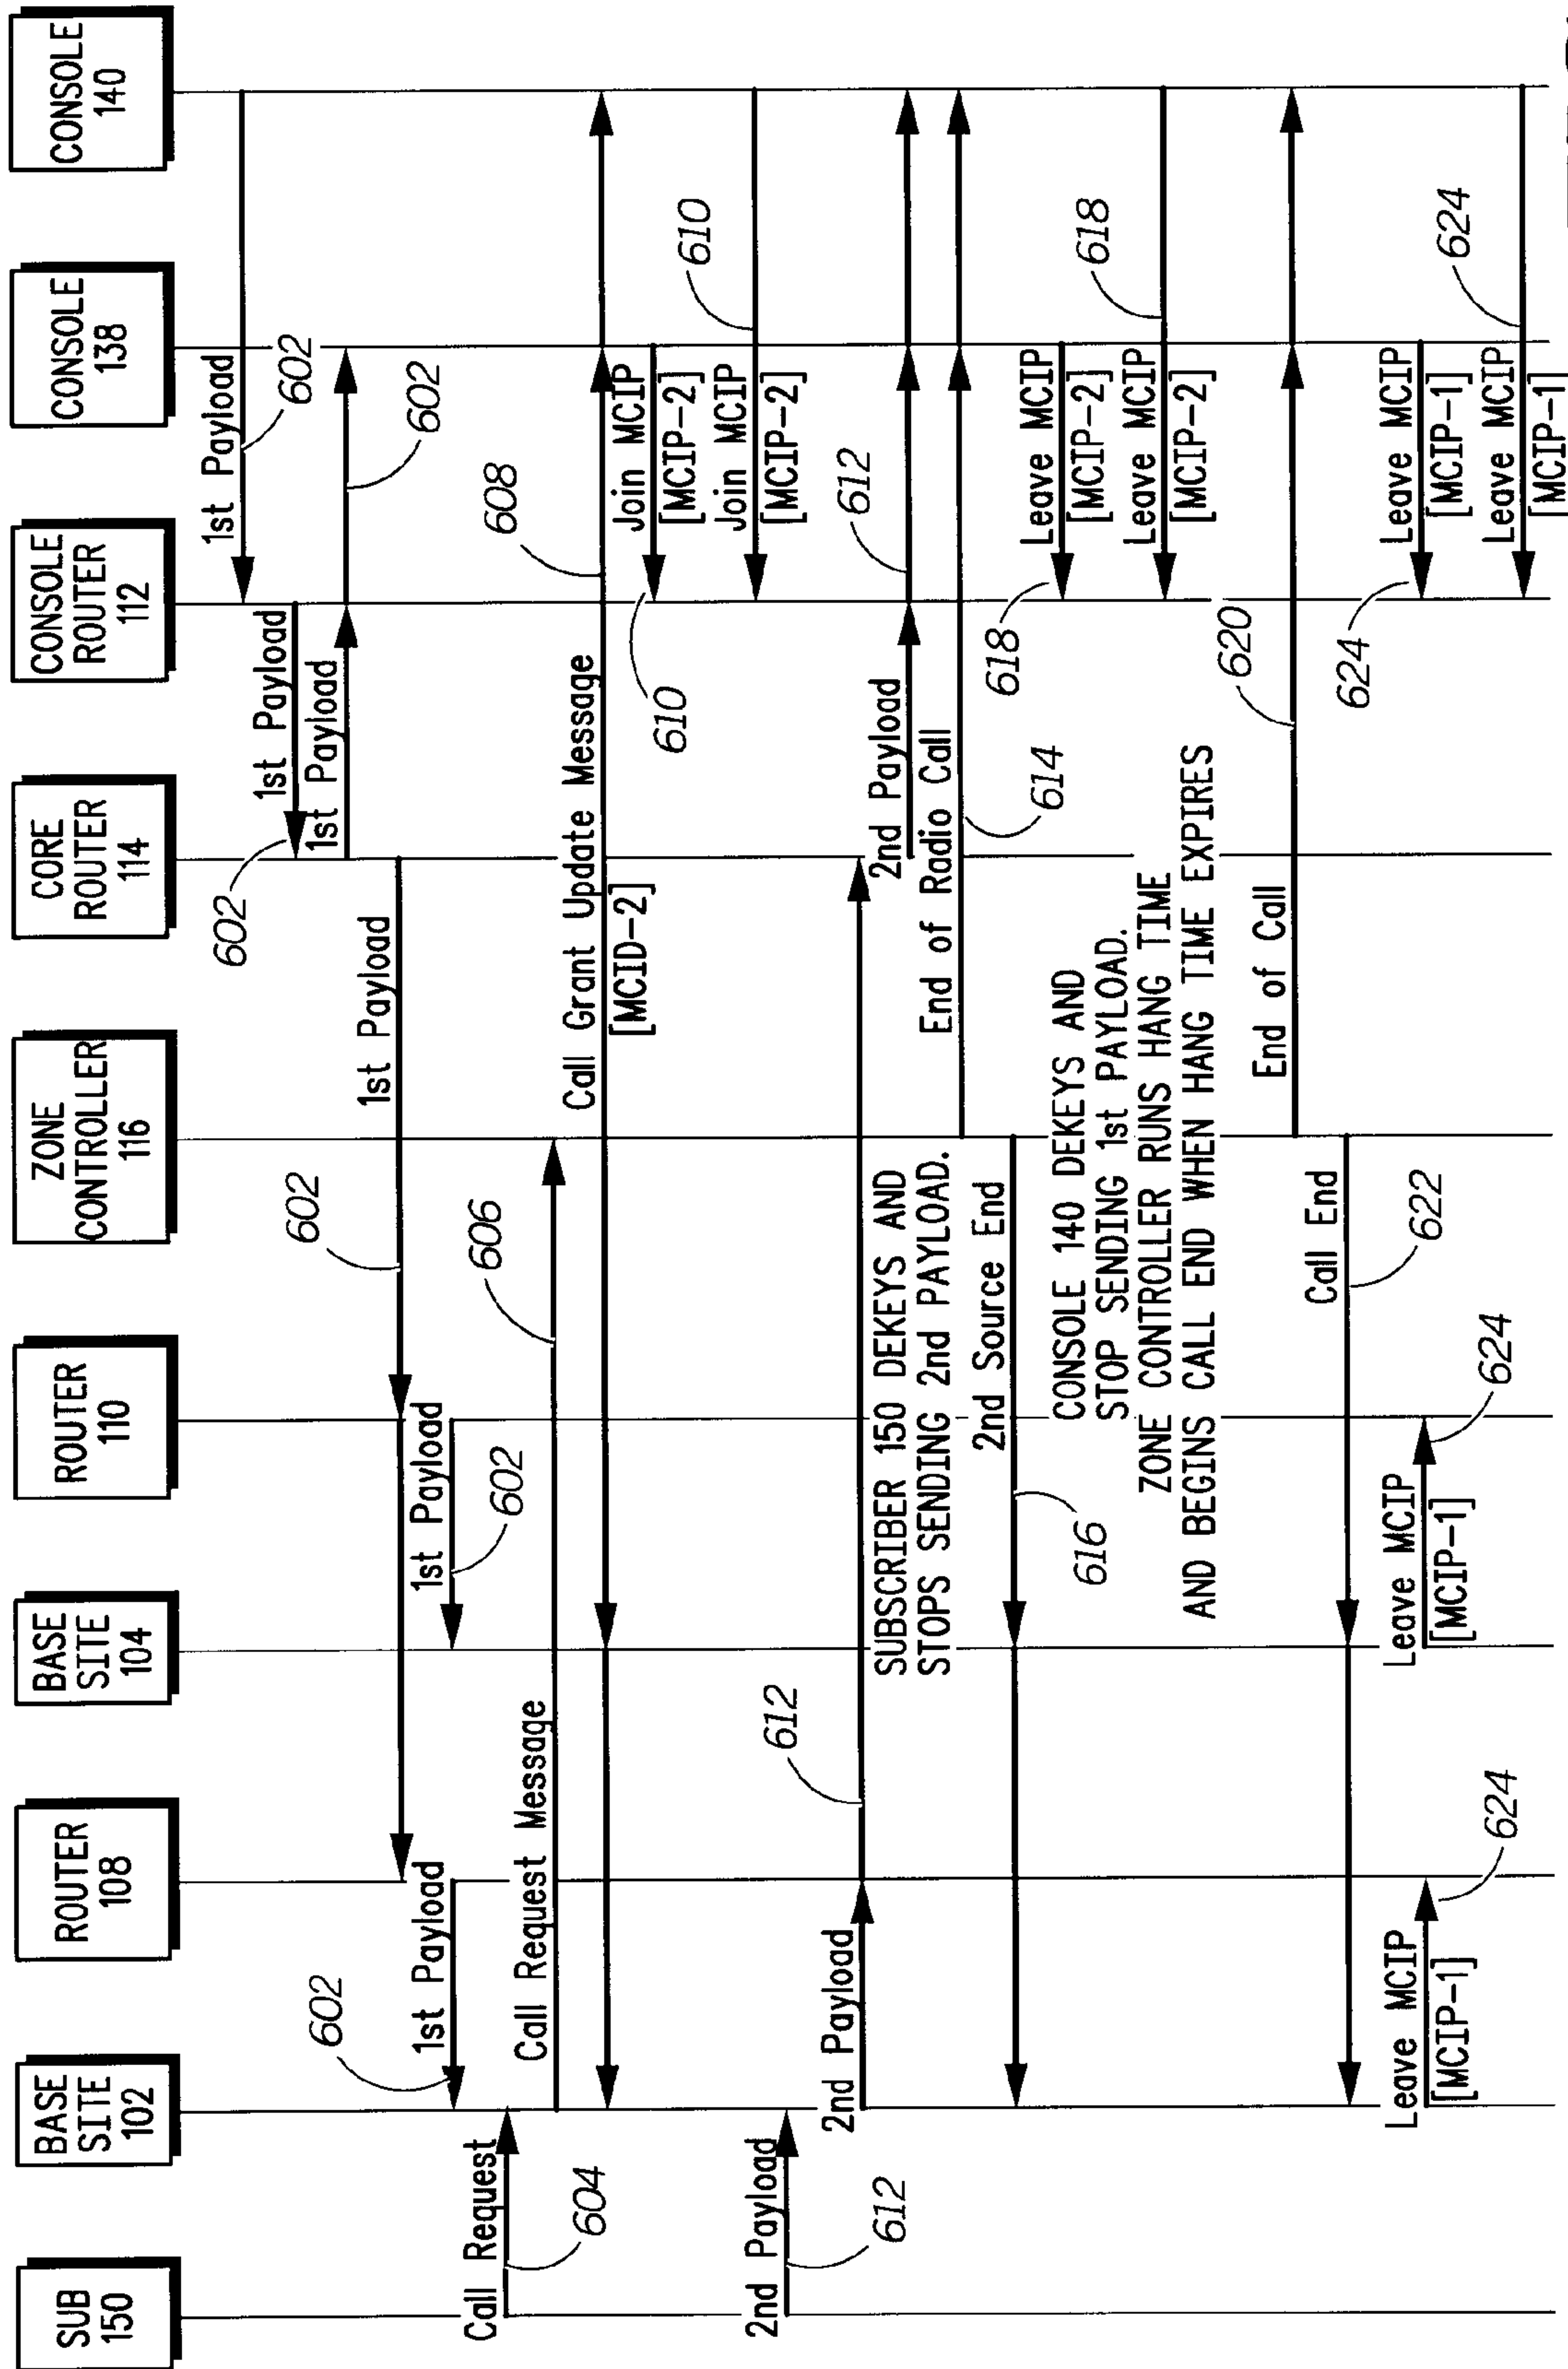 SUB
150
BASE
SITE
102
ROUTER
108
BASE
SITE
104
ROUTER
110
ZONE
CONTROLLER
116
CORE
ROUTER
114
CONSOLE
ROUTER
112
CONSOLE
138
CONSOLE
140
1st Payload
602
1st Payload
602
1st Payload
602
1st Payload
602
1st Payload
602
1st Payload
602
Call Request
604
Call Request Message
606
Call Grant Update Message
[MCID-2]
608
Join MCIP
[MCIP-2]
610
Join MCIP
[MCIP-2]
610
2nd Payload
612
2nd Payload
612
2nd Payload
612
SUBSCRIBER 150 DEKEYS AND
STOPS SENDING 2nd PAYLOAD.
End of Radio Call
614
2nd Source End
616
CONSOLE 140 DEKEYS AND
STOP SENDING 1st PAYLOAD.
ZONE CONTROLLER RUNS HANG TIME
AND BEGINS CALL END WHEN HANG TIME EXPIRES
Leave MCIP
[MCIP-2]
618
Leave MCIP
[MCIP-2]
618
End of Call
620
Call End
622
Leave MCIP
[MCIP-1]
624
Leave MCIP
[MCIP-1]
624
Leave MCIP
[MCIP-1]
624
Leave MCIP
[MCIP-1]
624